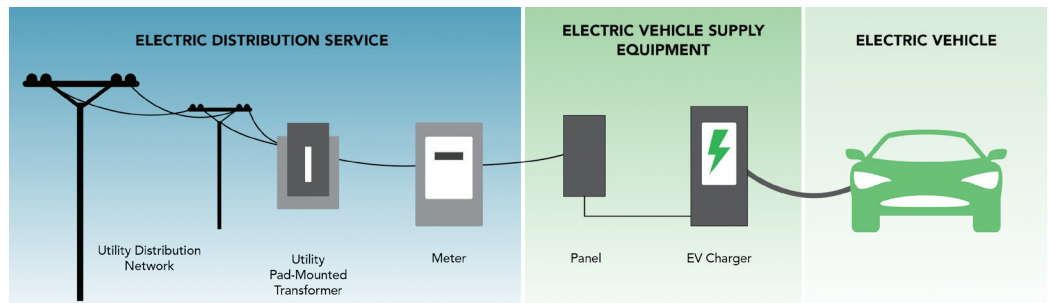 ELECTRIC DISTRIBUTION SERVICE
ELECTRIC VEHICLE SUPPLY
EQUIPMENT
ELECTRIC VEHICLE
Utility Distribution
Network
Utility
Pad-Mounted
Transformer
Meter
Panel
EV Charger